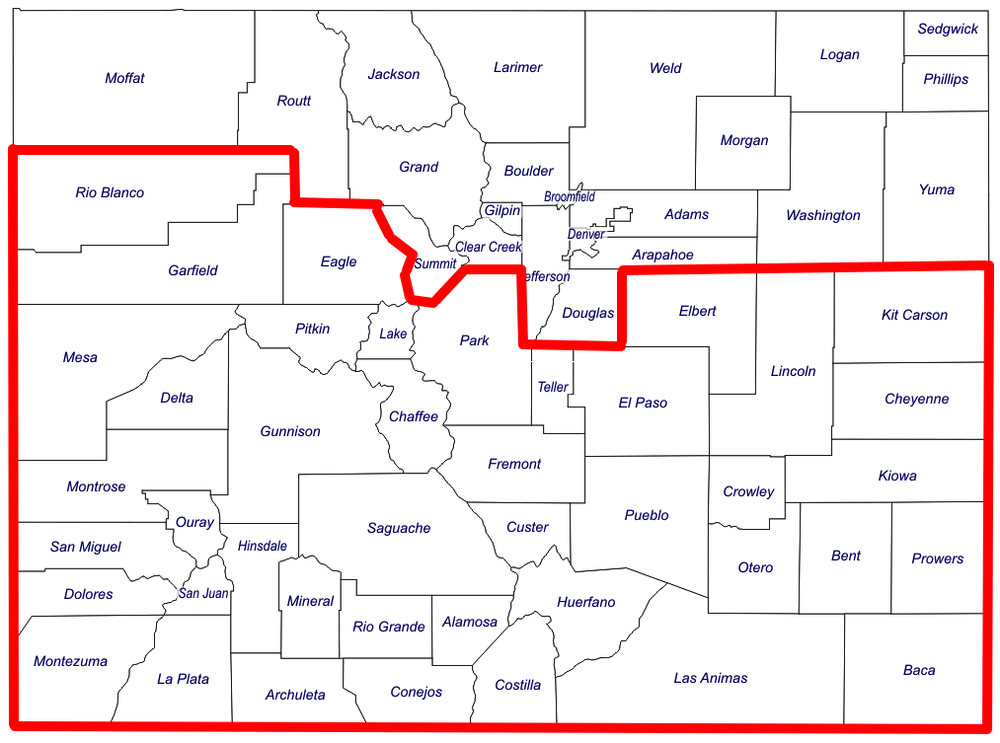 Sedgwick
Logan
Larimer
Weld
Jackson
Moffat
Phillips
Routt
Morgan
Grand
Boulder
Yuma
Rio Blanco
Broomfield
Gilpin
Adams
Washington
Denver
Clear Creek
Arapahoe
Eagle
Summit
Garfield
efferson
Douglas
Elbert
Kit Carson
Pitkin
Lake
Park
Mesa
Lincoln
Teller
Delta
Cheyenne
El Paso
Chaffee
Gunnison
Fremont
Kiowa
Montrose
Crowley
Pueblo
Ouray
Saguache
Custer
San Miguel
Hinsdale
Bent
Prowers
Otero
Dolores
San Juan
Mineral
Huerfano
Alamosa
Rio Grande
Montezuma
Baca
La Plata
Las Animas
Costilla
Conejos
Archuleta